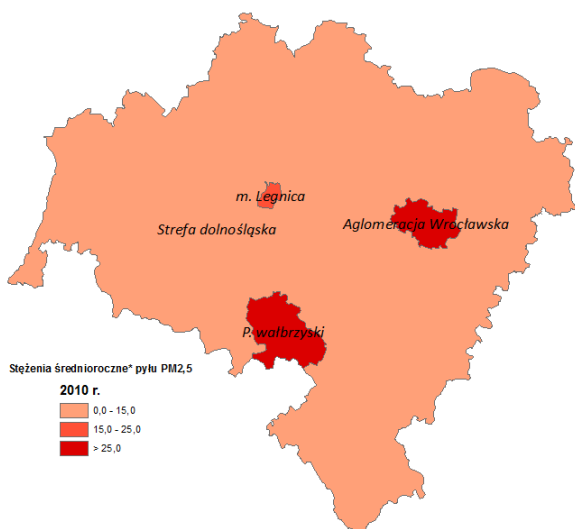 m. Legnica
Aglomeracja Wrocławska
Strefa dolnośląska
P. wałbrzyski
Stężenia średnioroczne* pyłu PM2,5
2010 r.
0,0 - 15,0
15,0 - 25,0
> 25,0